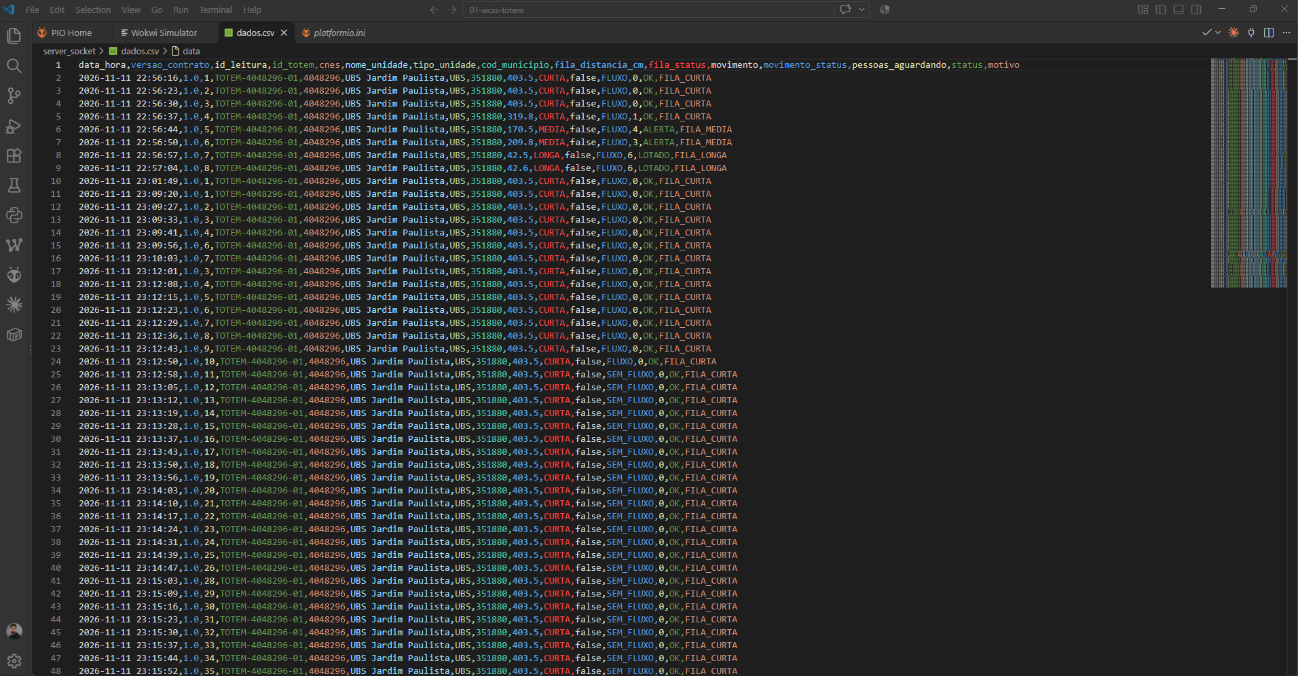 File Edit Selection View Go Run Terminal Help
01-aicss-totem
PIO Home
Wokwi Simulator
dados.csv
platformio.ini
server_socket > dados.csv > data
1 data_hora,versao_contrato,id_leitura,id_totem,cnes,nome_unidade,tipo_unidade,cod_municipio,fila_distancia_cm,fila_status,movimento,movimento_status,pessoas_aguardando,status,motivo
2 2026-11-11 22:56:16,1.0,1,TOTEM-4048296-01,4048296,UBS Jardim Paulista,UBS,351880,403.5,CURTA,false,FLUXO,0,OK,FILA_CURTA
3 2026-11-11 22:56:23,1.0,2,TOTEM-4048296-01,4048296,UBS Jardim Paulista,UBS,351880,403.5,CURTA,false,FLUXO,0,OK,FILA_CURTA
4 2026-11-11 22:56:30,1.0,3,TOTEM-4048296-01,4048296,UBS Jardim Paulista,UBS,351880,403.5,CURTA,false,FLUXO,0,OK,FILA_CURTA
5 2026-11-11 22:56:37,1.0,4,TOTEM-4048296-01,4048296,UBS Jardim Paulista,UBS,351880,319.8,CURTA,false,FLUXO,1,OK,FILA_CURTA
6 2026-11-11 22:56:44,1.0,5,TOTEM-4048296-01,4048296,UBS Jardim Paulista,UBS,351880,170.5,MEDIA,false,FLUXO,4,ALERTA,FILA_MEDIA
7 2026-11-11 22:56:50,1.0,6,TOTEM-4048296-01,4048296,UBS Jardim Paulista,UBS,351880,209.8,MEDIA,false,FLUXO,3,ALERTA,FILA_MEDIA
8 2026-11-11 22:56:57,1.0,7,TOTEM-4048296-01,4048296,UBS Jardim Paulista,UBS,351880,42.5,LONGA,false,FLUXO,6,LOTADO,FILA_LONGA
9 2026-11-11 22:57:04,1.0,8,TOTEM-4048296-01,4048296,UBS Jardim Paulista,UBS,351880,42.6,LONGA,false,FLUXO,6,LOTADO,FILA_LONGA
10 2026-11-11 23:01:49,1.0,1,TOTEM-4048296-01,4048296,UBS Jardim Paulista,UBS,351880,403.5,CURTA,false,FLUXO,0,OK,FILA_CURTA
11 2026-11-11 23:09:20,1.0,1,TOTEM-4048296-01,4048296,UBS Jardim Paulista,UBS,351880,403.5,CURTA,false,FLUXO,0,OK,FILA_CURTA
12 2026-11-11 23:09:27,1.0,2,TOTEM-4048296-01,4048296,UBS Jardim Paulista,UBS,351880,403.5,CURTA,false,FLUXO,0,OK,FILA_CURTA
13 2026-11-11 23:09:33,1.0,3,TOTEM-4048296-01,4048296,UBS Jardim Paulista,UBS,351880,403.5,CURTA,false,FLUXO,0,OK,FILA_CURTA
14 2026-11-11 23:09:41,1.0,4,TOTEM-4048296-01,4048296,UBS Jardim Paulista,UBS,351880,403.5,CURTA,false,FLUXO,0,OK,FILA_CURTA
15 2026-11-11 23:09:56,1.0,6,TOTEM-4048296-01,4048296,UBS Jardim Paulista,UBS,351880,403.5,CURTA,false,FLUXO,0,OK,FILA_CURTA
16 2026-11-11 23:10:03,1.0,7,TOTEM-4048296-01,4048296,UBS Jardim Paulista,UBS,351880,403.5,CURTA,false,FLUXO,0,OK,FILA_CURTA
17 2026-11-11 23:12:01,1.0,3,TOTEM-4048296-01,4048296,UBS Jardim Paulista,UBS,351880,403.5,CURTA,false,FLUXO,0,OK,FILA_CURTA
18 2026-11-11 23:12:08,1.0,4,TOTEM-4048296-01,4048296,UBS Jardim Paulista,UBS,351880,403.5,CURTA,false,FLUXO,0,OK,FILA_CURTA
19 2026-11-11 23:12:15,1.0,5,TOTEM-4048296-01,4048296,UBS Jardim Paulista,UBS,351880,403.5,CURTA,false,FLUXO,0,OK,FILA_CURTA
20 2026-11-11 23:12:23,1.0,6,TOTEM-4048296-01,4048296,UBS Jardim Paulista,UBS,351880,403.5,CURTA,false,FLUXO,0,OK,FILA_CURTA
21 2026-11-11 23:12:29,1.0,7,TOTEM-4048296-01,4048296,UBS Jardim Paulista,UBS,351880,403.5,CURTA,false,FLUXO,0,OK,FILA_CURTA
22 2026-11-11 23:12:36,1.0,8,TOTEM-4048296-01,4048296,UBS Jardim Paulista,UBS,351880,403.5,CURTA,false,FLUXO,0,OK,FILA_CURTA
23 2026-11-11 23:12:43,1.0,9,TOTEM-4048296-01,4048296,UBS Jardim Paulista,UBS,351880,403.5,CURTA,false,FLUXO,0,OK,FILA_CURTA
24 2026-11-11 23:12:50,1.0,10,TOTEM-4048296-01,4048296,UBS Jardim Paulista,UBS,351880,403.5,CURTA,false,FLUXO,0,OK,FILA_CURTA
25 2026-11-11 23:12:58,1.0,11,TOTEM-4048296-01,4048296,UBS Jardim Paulista,UBS,351880,403.5,CURTA,false,SEM_FLUXO,0,OK,FILA_CURTA
26 2026-11-11 23:13:05,1.0,12,TOTEM-4048296-01,4048296,UBS Jardim Paulista,UBS,351880,403.5,CURTA,false,SEM_FLUXO,0,OK,FILA_CURTA
27 2026-11-11 23:13:12,1.0,13,TOTEM-4048296-01,4048296,UBS Jardim Paulista,UBS,351880,403.5,CURTA,false,SEM_FLUXO,0,OK,FILA_CURTA
28 2026-11-11 23:13:19,1.0,14,TOTEM-4048296-01,4048296,UBS Jardim Paulista,UBS,351880,403.5,CURTA,false,SEM_FLUXO,0,OK,FILA_CURTA
29 2026-11-11 23:13:28,1.0,15,TOTEM-4048296-01,4048296,UBS Jardim Paulista,UBS,351880,403.5,CURTA,false,SEM_FLUXO,0,OK,FILA_CURTA
30 2026-11-11 23:13:37,1.0,16,TOTEM-4048296-01,4048296,UBS Jardim Paulista,UBS,351880,403.5,CURTA,false,SEM_FLUXO,0,OK,FILA_CURTA
31 2026-11-11 23:13:43,1.0,17,TOTEM-4048296-01,4048296,UBS Jardim Paulista,UBS,351880,403.5,CURTA,false,SEM_FLUXO,0,OK,FILA_CURTA
32 2026-11-11 23:13:50,1.0,18,TOTEM-4048296-01,4048296,UBS Jardim Paulista,UBS,351880,403.5,CURTA,false,SEM_FLUXO,0,OK,FILA_CURTA
33 2026-11-11 23:13:56,1.0,19,TOTEM-4048296-01,4048296,UBS Jardim Paulista,UBS,351880,403.5,CURTA,false,SEM_FLUXO,0,OK,FILA_CURTA
34 2026-11-11 23:14:03,1.0,20,TOTEM-4048296-01,4048296,UBS Jardim Paulista,UBS,351880,403.5,CURTA,false,SEM_FLUXO,0,OK,FILA_CURTA
35 2026-11-11 23:14:10,1.0,21,TOTEM-4048296-01,4048296,UBS Jardim Paulista,UBS,351880,403.5,CURTA,false,SEM_FLUXO,0,OK,FILA_CURTA
36 2026-11-11 23:14:17,1.0,22,TOTEM-4048296-01,4048296,UBS Jardim Paulista,UBS,351880,403.5,CURTA,false,SEM_FLUXO,0,OK,FILA_CURTA
37 2026-11-11 23:14:24,1.0,23,TOTEM-4048296-01,4048296,UBS Jardim Paulista,UBS,351880,403.5,CURTA,false,SEM_FLUXO,0,OK,FILA_CURTA
38 2026-11-11 23:14:31,1.0,24,TOTEM-4048296-01,4048296,UBS Jardim Paulista,UBS,351880,403.5,CURTA,false,SEM_FLUXO,0,OK,FILA_CURTA
39 2026-11-11 23:14:39,1.0,25,TOTEM-4048296-01,4048296,UBS Jardim Paulista,UBS,351880,403.5,CURTA,false,SEM_FLUXO,0,OK,FILA_CURTA
40 2026-11-11 23:14:47,1.0,26,TOTEM-4048296-01,4048296,UBS Jardim Paulista,UBS,351880,403.5,CURTA,false,SEM_FLUXO,0,OK,FILA_CURTA
41 2026-11-11 23:15:03,1.0,28,TOTEM-4048296-01,4048296,UBS Jardim Paulista,UBS,351880,403.5,CURTA,false,SEM_FLUXO,0,OK,FILA_CURTA
42 2026-11-11 23:15:09,1.0,29,TOTEM-4048296-01,4048296,UBS Jardim Paulista,UBS,351880,403.5,CURTA,false,SEM_FLUXO,0,OK,FILA_CURTA
43 2026-11-11 23:15:16,1.0,30,TOTEM-4048296-01,4048296,UBS Jardim Paulista,UBS,351880,403.5,CURTA,false,SEM_FLUXO,0,OK,FILA_CURTA
44 2026-11-11 23:15:23,1.0,31,TOTEM-4048296-01,4048296,UBS Jardim Paulista,UBS,351880,403.5,CURTA,false,SEM_FLUXO,0,OK,FILA_CURTA
45 2026-11-11 23:15:30,1.0,32,TOTEM-4048296-01,4048296,UBS Jardim Paulista,UBS,351880,403.5,CURTA,false,SEM_FLUXO,0,OK,FILA_CURTA
46 2026-11-11 23:15:37,1.0,33,TOTEM-4048296-01,4048296,UBS Jardim Paulista,UBS,351880,403.5,CURTA,false,SEM_FLUXO,0,OK,FILA_CURTA
47 2026-11-11 23:15:44,1.0,34,TOTEM-4048296-01,4048296,UBS Jardim Paulista,UBS,351880,403.5,CURTA,false,SEM_FLUXO,0,OK,FILA_CURTA
48 2026-11-11 23:15:52,1.0,35,TOTEM-4048296-01,4048296,UBS Jardim Paulista,UBS,351880,403.5,CURTA,false,SEM_FLUXO,0,OK,FILA_CURTA